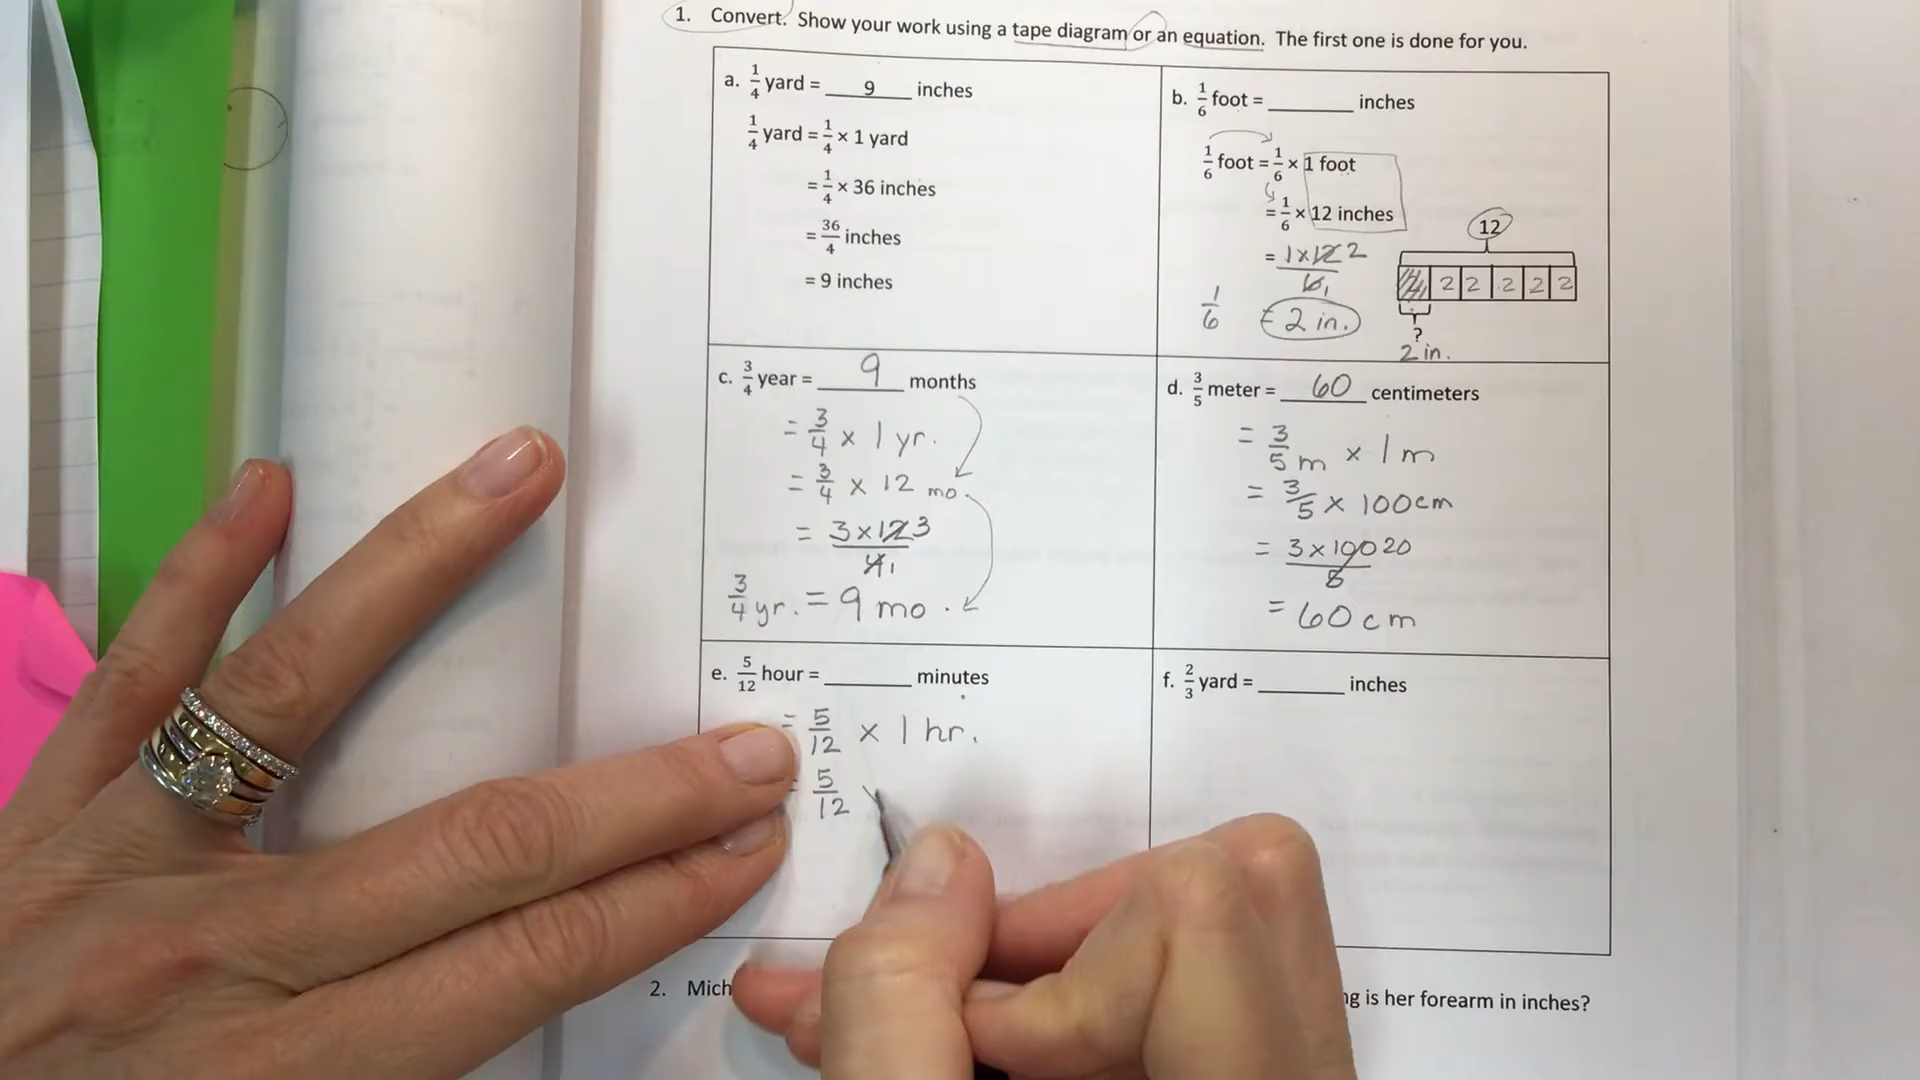 1. Convert. Show your work using a tape diagram or an equation. The first one is done for you.
a. 1/4 yard = 9 inches
1/4 yard = 1/4 × 1 yard
= 1/4 × 36 inches
= 36/4 inches
= 9 inches
b. 1/6 foot = ______ inches
1/6 foot = 1/6 × 1 foot
= 1/6 × 12 inches
= 1×12 2
6 1
1/6 = 2 in.
12
2 2 2 2 2
?
2 in.
c. 3/4 year = 9 months
= 3/4 × 1 yr.
= 3/4 × 12 mo.
= 3×12 3
4 1
3/4 yr. = 9 mo.
d. 3/5 meter = 60 centimeters
= 3/5 m × 1 m
= 3/5 × 100cm
= 3×100 20
5
= 60 cm
e. 5/12 hour = ______ minutes
= 5/12 × 1 hr.
= 5/12
f. 2/3 yard = ______ inches
2. Mich
is her forearm in inches?